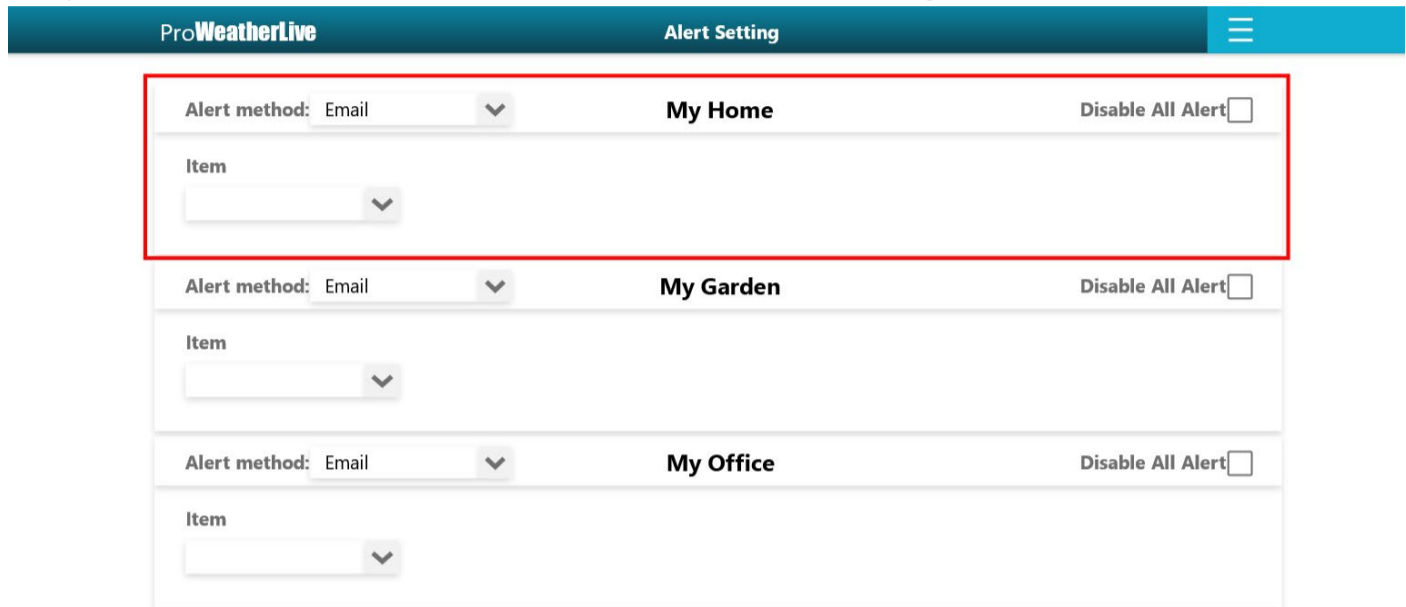 ProWeatherLive Alert Setting
Alert method: Email My Home Disable All Alert
Item
Alert method: Email My Garden Disable All Alert
Item
Alert method: Email My Office Disable All Alert
Item